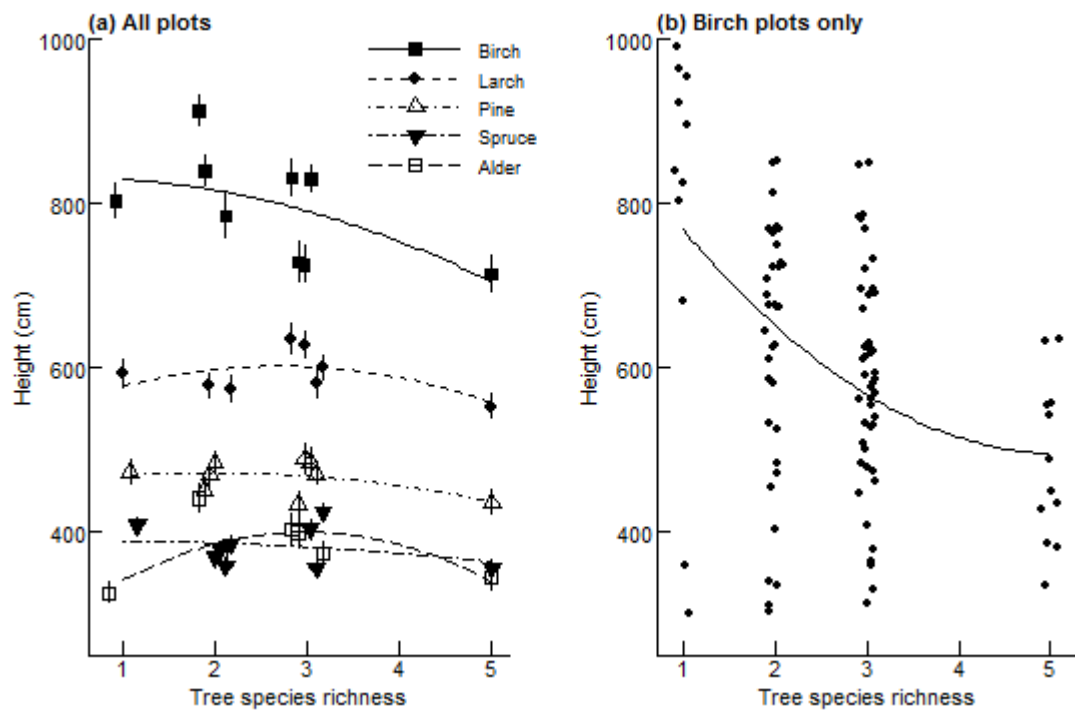 (a) All plots
(b) Birch plots only
1000
800
600
400
Height (cm)
Birch
Larch
Pine
Spruce
Alder
1 2 3 4 5
Tree species richness
1000
800
600
400
Height (cm)
1 2 3 4 5
Tree species richness